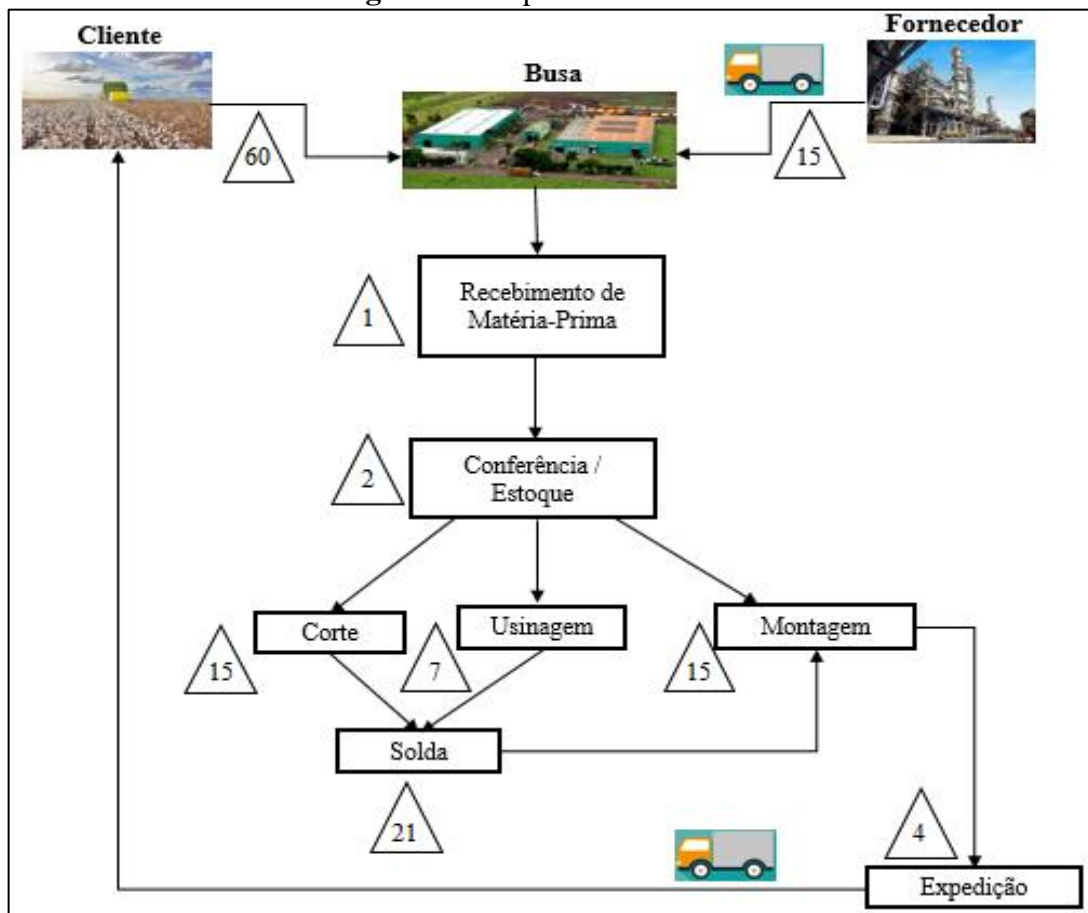 Cliente
Fornecedor
Busa
60
15
Recebimento de
Matéria-Prima
1
Conferência /
Estoque
2
Corte
Usinagem
Montagem
15
7
15
Solda
21
4
Expedição